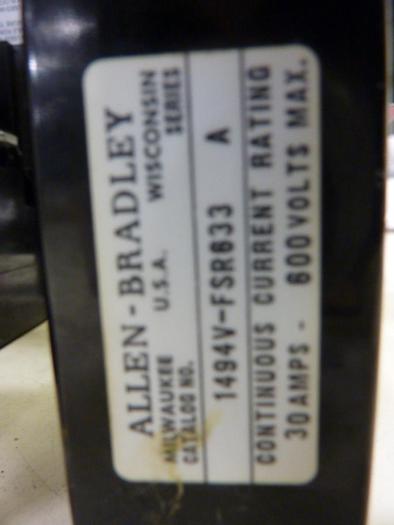 ALLEN-BRADLEY
MILWAUKEE U.S.A. WISCONSIN
CATALOG NO. SERIES
1494V-FSR633 A
CONTINUOUS CURRENT RATING
30 AMPS - 600 VOLTS MAX.